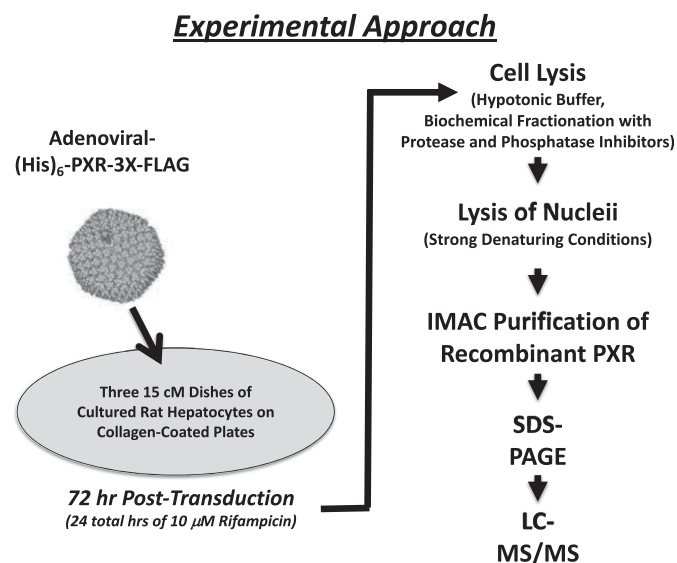 Experimental Approach
Adenoviral-
(His)6-PXR-3X-FLAG
Three 15 cM Dishes of
Cultured Rat Hepatocytes on
Collagen-Coated Plates
72 hr Post-Transduction
(24 total hrs of 10 μM Rifampicin)
Cell Lysis
(Hypotonic Buffer,
Biochemical Fractionation with
Protease and Phosphatase Inhibitors)
Lysis of Nucleii
(Strong Denaturing Conditions)
IMAC Purification of
Recombinant PXR
SDS-
PAGE
LC-
MS/MS